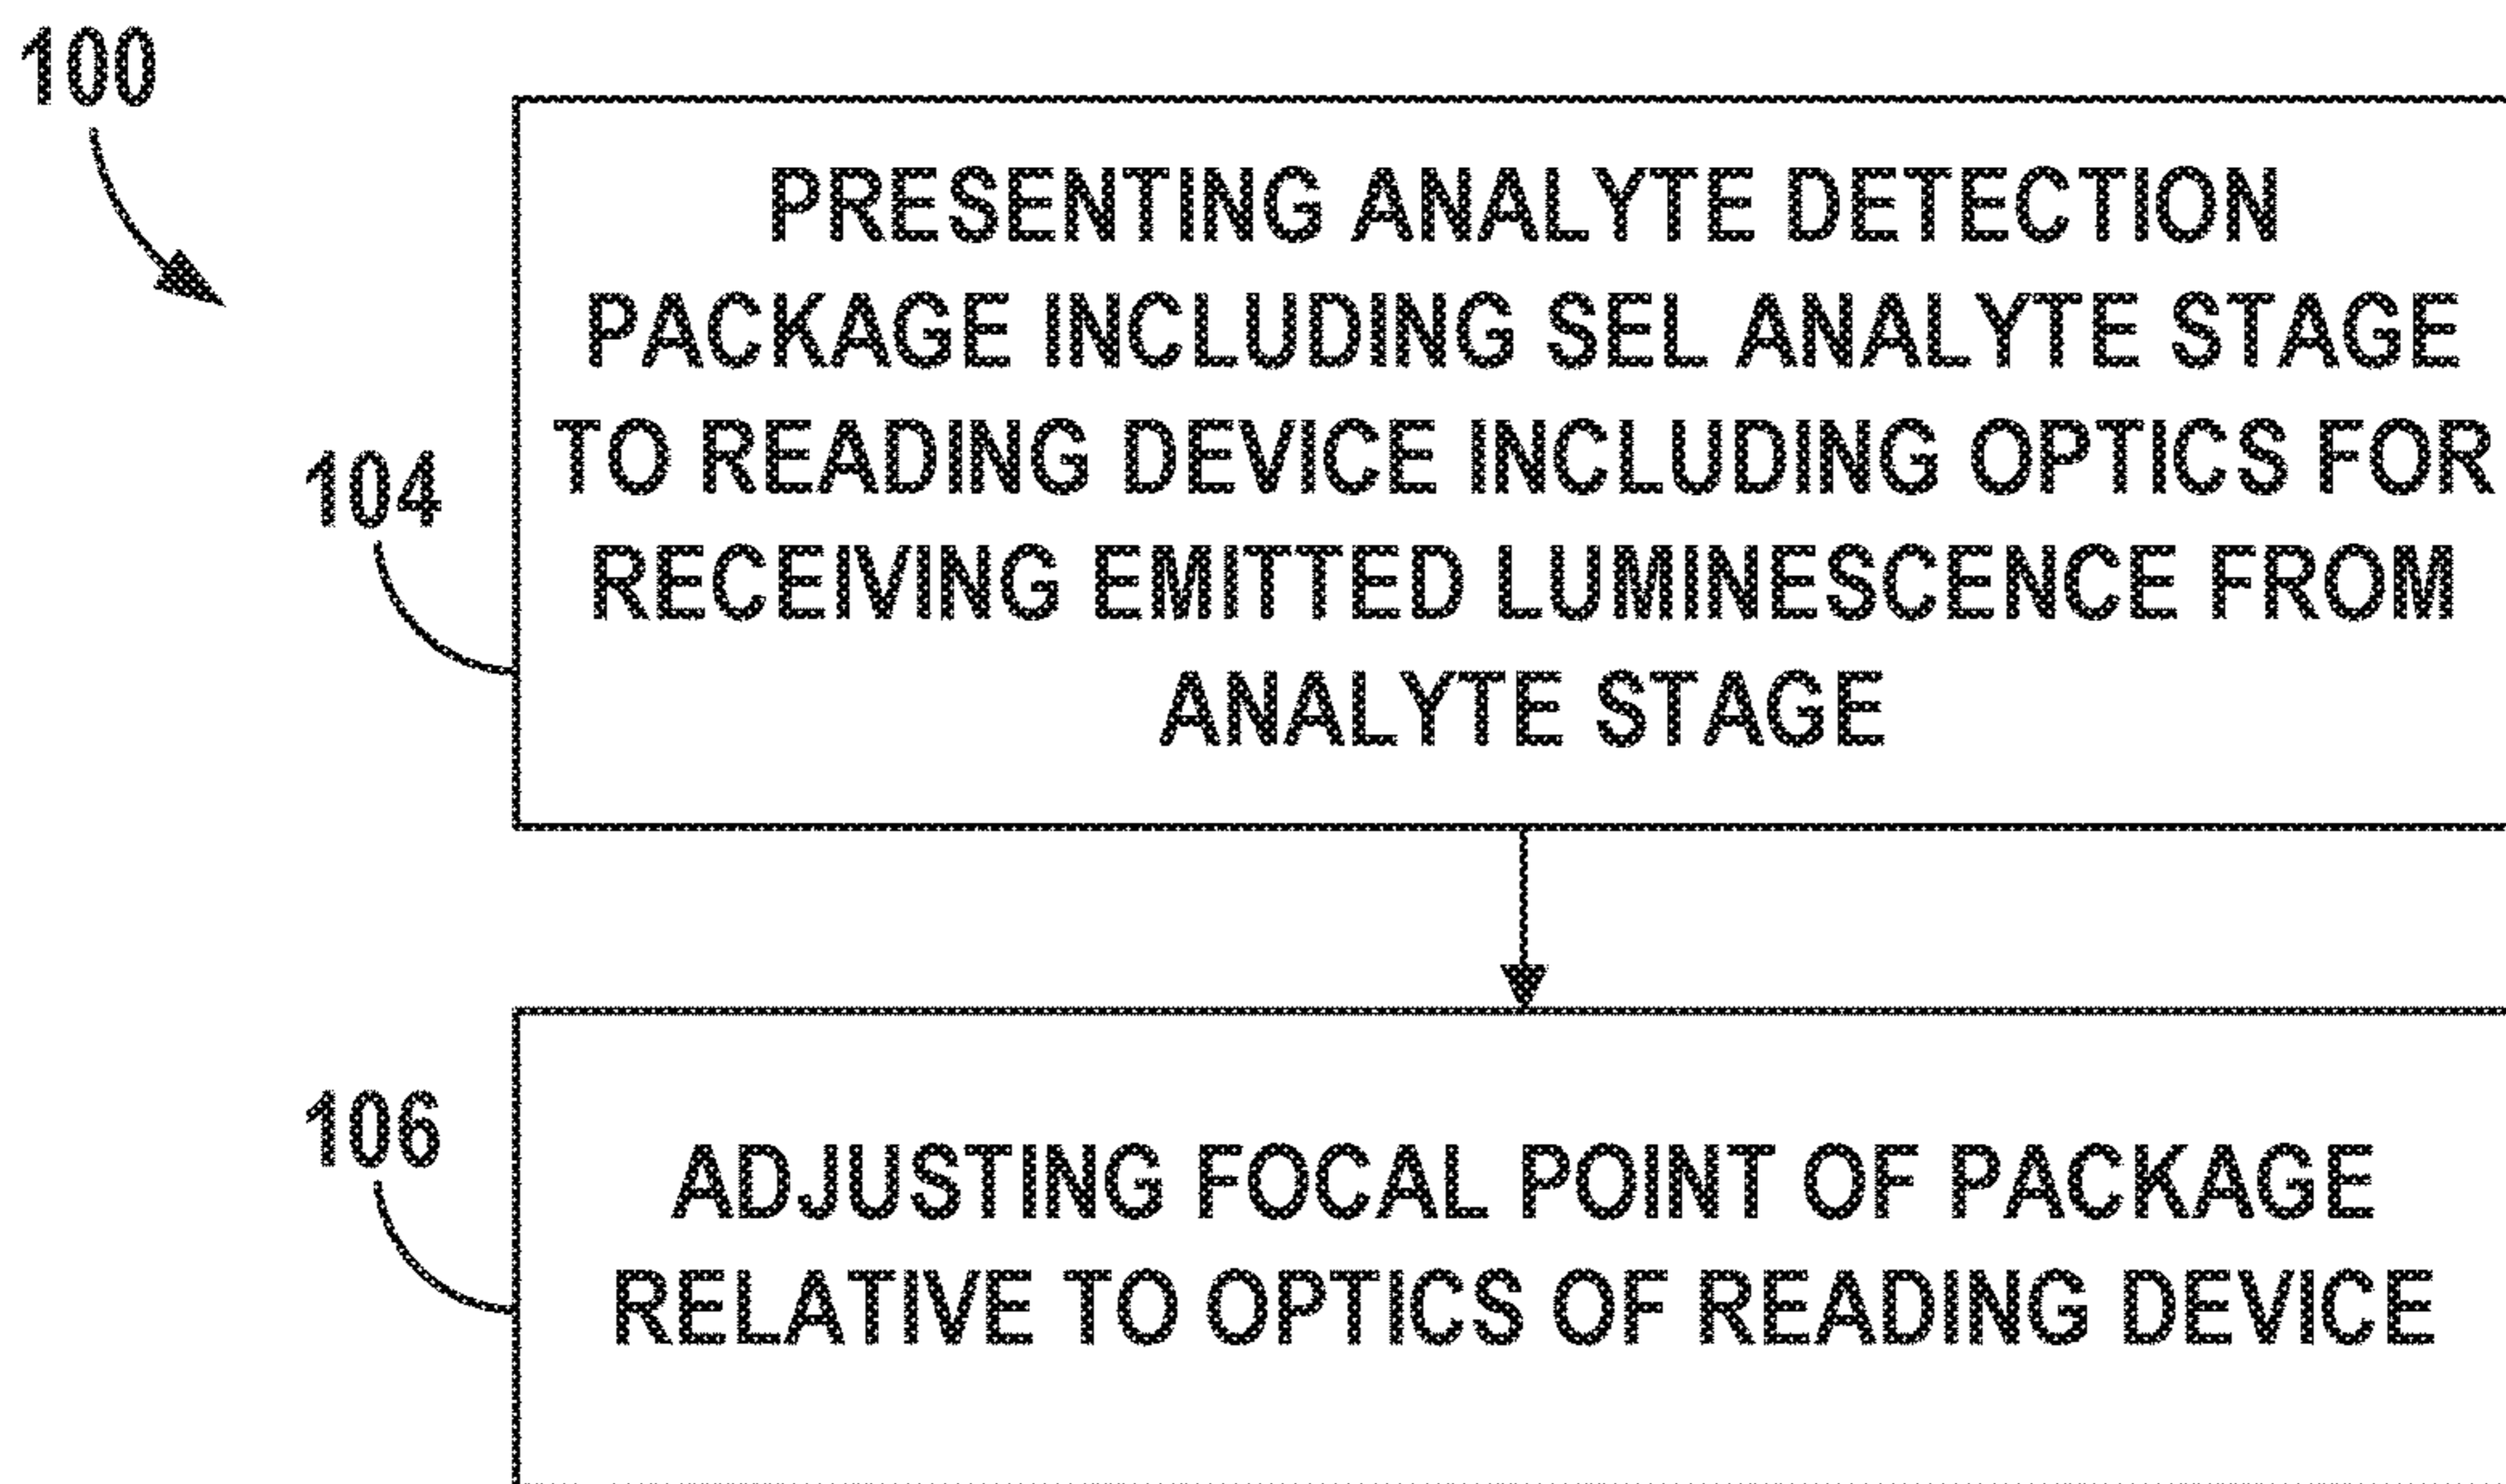 100
PRESENTING ANALYTE DETECTION
PACKAGE INCLUDING SEL ANALYTE STAGE
TO READING DEVICE INCLUDING OPTICS FOR
RECEIVING EMITTED LUMINESCENCE FROM
ANALYTE STAGE
104
ADJUSTING FOCAL POINT OF PACKAGE
RELATIVE TO OPTICS OF READING DEVICE
106